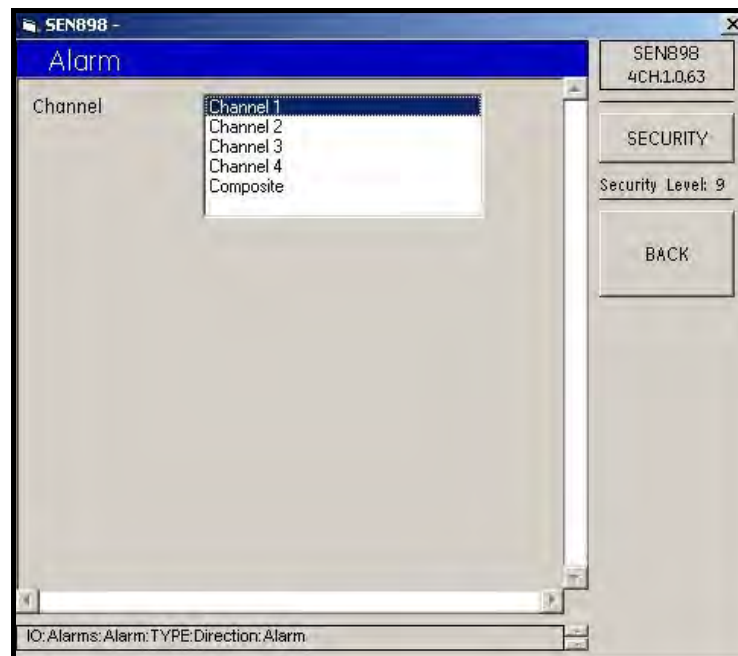 SEN898 -
Alarm
SEN898
4CH.1.0.63
Channel
Channel 1
Channel 2
Channel 3
Channel 4
Composite
SECURITY
Security Level: 9
BACK
IO:Alarms:Alarm:TYPE:Direction:Alarm